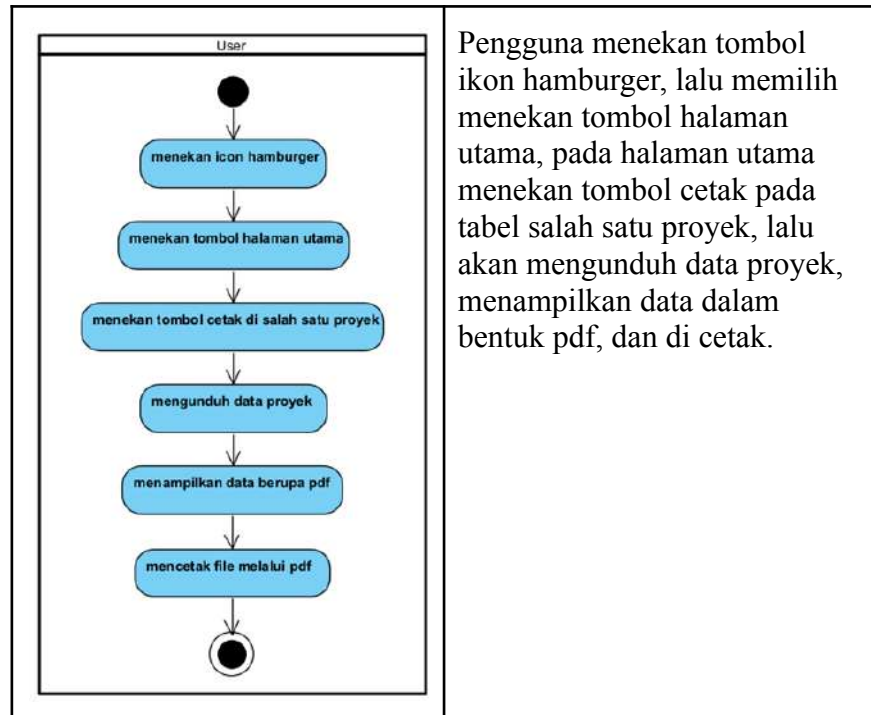 User
menekan icon hamburger
menekan tombol halaman utama
menekan tombol cetak di salah satu proyek
mengunduh data proyek
menampilkan data berupa pdf
mencetak file melalui pdf
Pengguna menekan tombol
ikon hamburger, lalu memilih
menekan tombol halaman
utama, pada halaman utama
menekan tombol cetak pada
tabel salah satu proyek, lalu
akan mengunduh data proyek,
menampilkan data dalam
bentuk pdf, dan di cetak.